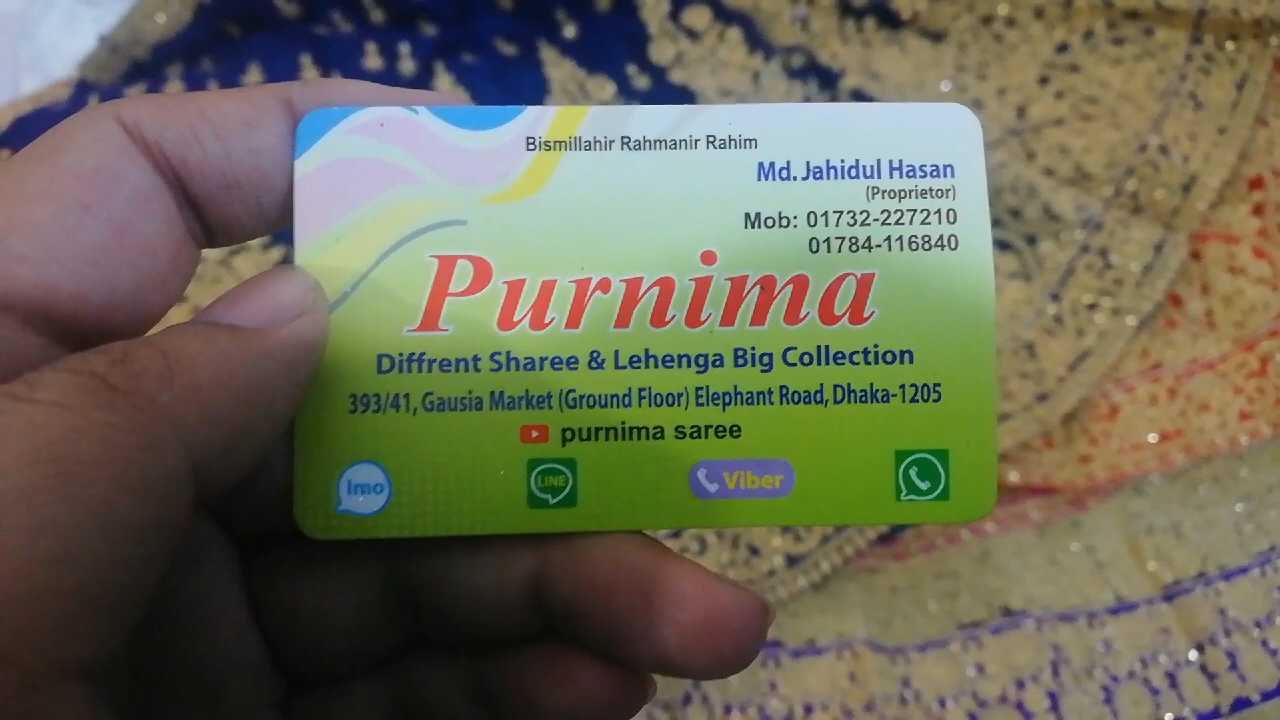 Bismillahir Rahmanir Rahim
Md. Jahidul Hasan
(Proprietor)
Mob: 01732-227210
01784-116840
Purnima
Diffrent Sharee & Lehenga Big Collection
393/41, Gausia Market (Ground Floor) Elephant Road, Dhaka-1205
purnima saree
Imo LINE Viber